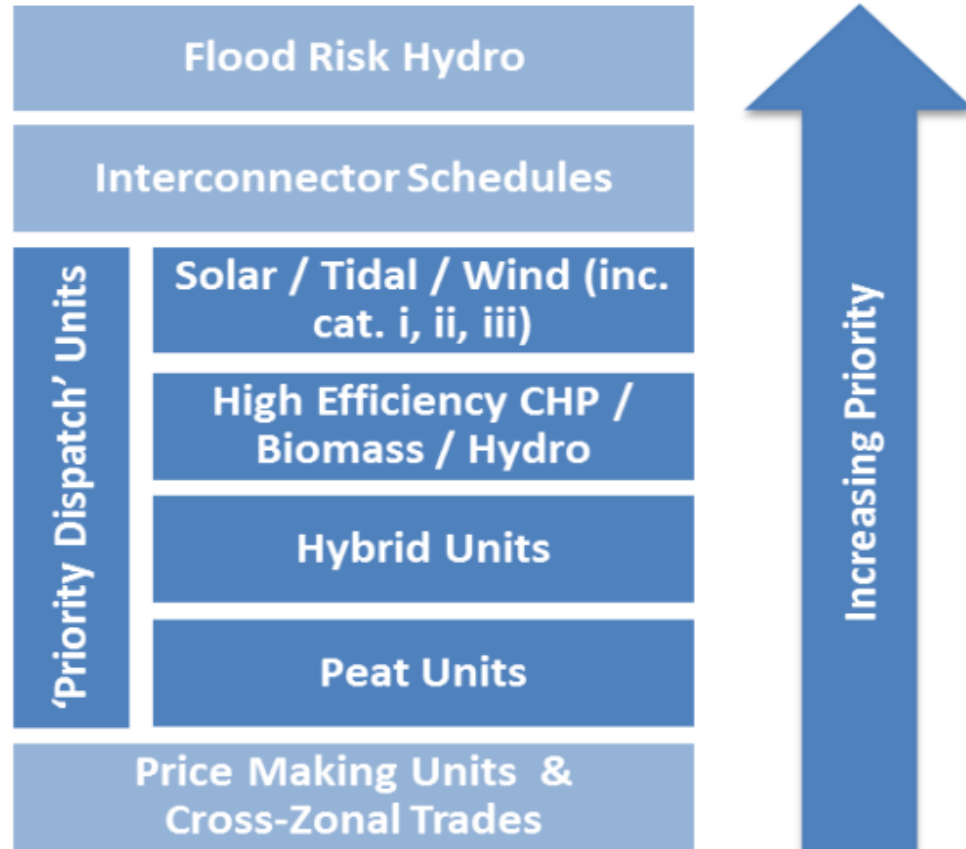 Flood Risk Hydro
Interconnector Schedules
'Priority Dispatch' Units
Solar / Tidal / Wind (inc.
cat. i, ii, iii)
High Efficiency CHP /
Biomass / Hydro
Hybrid Units
Peat Units
Price Making Units &
Cross-Zonal Trades
Increasing Priority